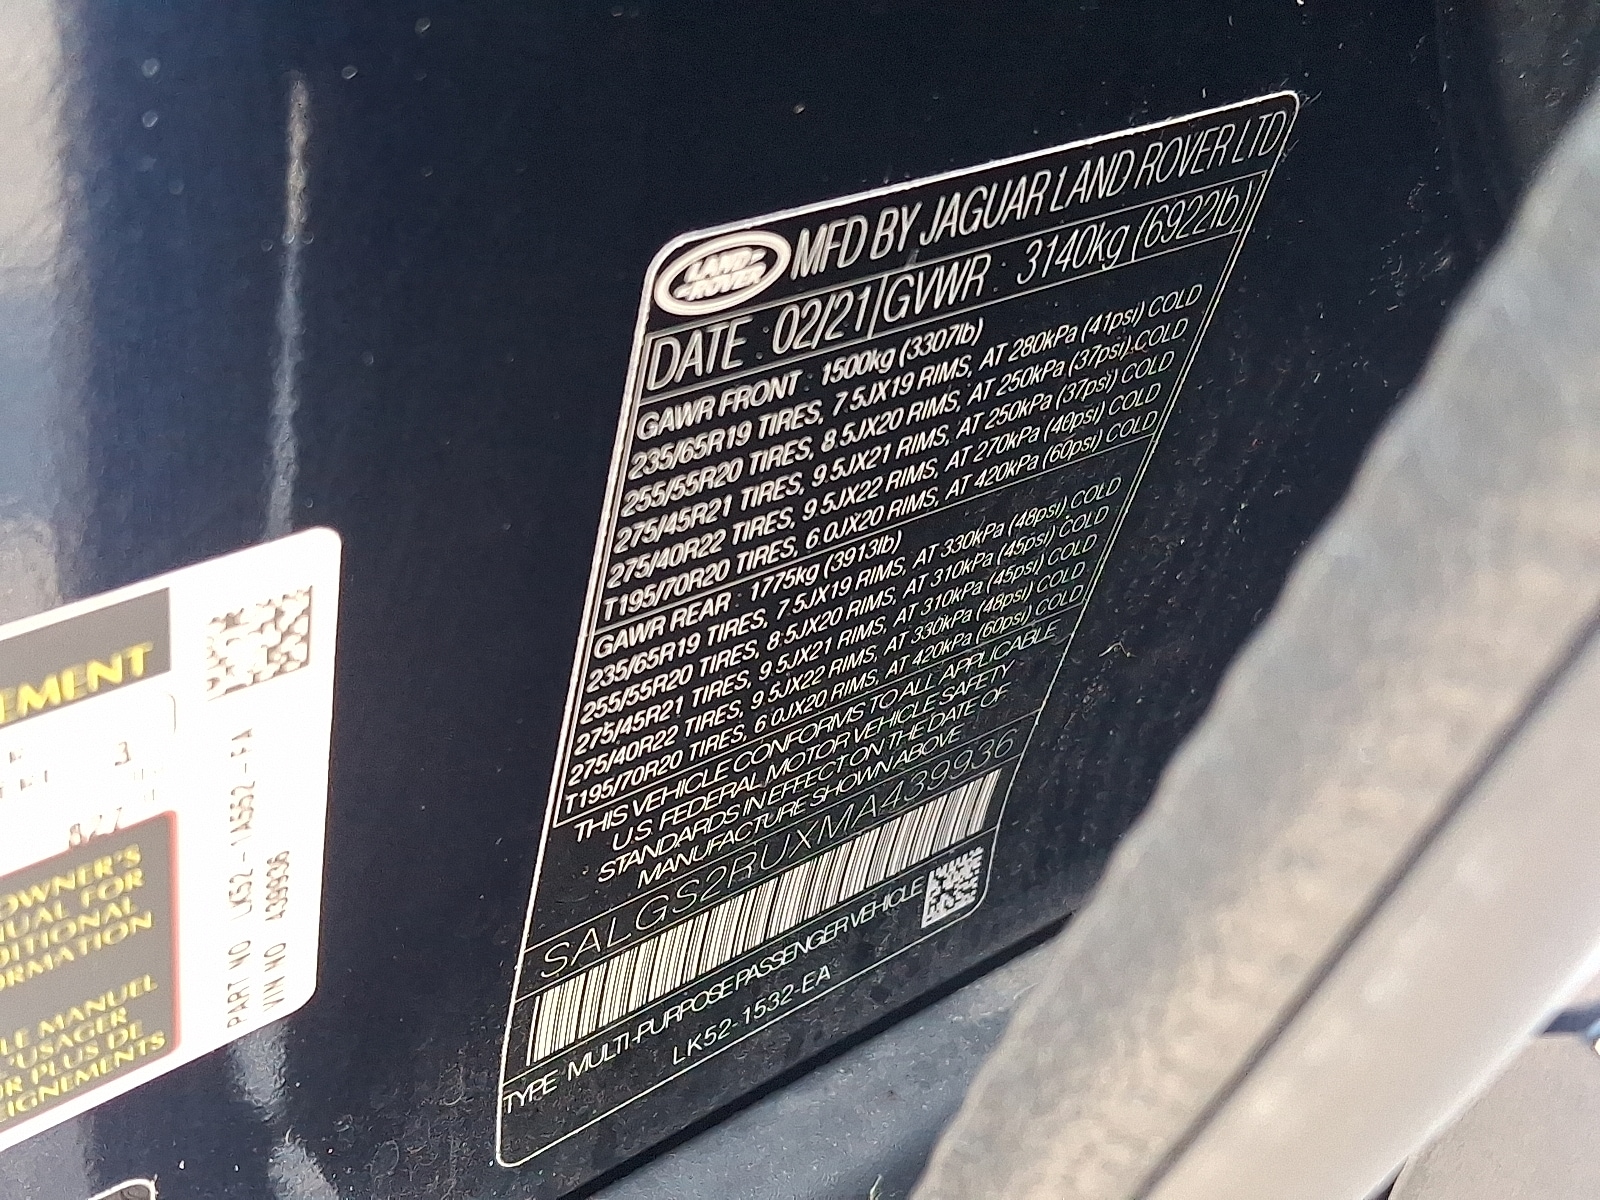 LAND-
-ROVER
MFD BY JAGUAR LAND ROVER LTD
DATE : 02/21 GVWR : 3140kg (6922lb)
GAWR FRONT : 1500kg (3307lb)
235/65R19 TIRES, 7.5JX19 RIMS, AT 280kPa (41psi) COLD
255/55R20 TIRES, 8.5JX20 RIMS, AT 250kPa (37psi) COLD
275/45R21 TIRES, 9.5JX21 RIMS, AT 250kPa (37psi) COLD
275/40R22 TIRES, 9.5JX22 RIMS, AT 270kPa (40psi) COLD
T195/70R20 TIRES, 6.0JX20 RIMS, AT 420kPa (60psi) COLD
GAWR REAR : 1775kg (3913lb)
235/65R19 TIRES, 7.5JX19 RIMS, AT 330kPa (48psi) COLD
255/55R20 TIRES, 8.5JX20 RIMS, AT 310kPa (45psi) COLD
275/45R21 TIRES, 9.5JX21 RIMS, AT 310kPa (45psi) COLD
275/40R22 TIRES, 9.5JX22 RIMS, AT 330kPa (48psi) COLD
T195/70R20 TIRES, 6.0JX20 RIMS, AT 420kPa (60psi) COLD
THIS VEHICLE CONFORMS TO ALL APPLICABLE
U.S. FEDERAL MOTOR VEHICLE SAFETY
STANDARDS IN EFFECT ON THE DATE OF
MANUFACTURE SHOWN ABOVE
SALGS2RUXMA439936
TYPE MULTI-PURPOSE PASSENGER VEHICLE
LK52-1532-EA
EMENT
3
OWNER'S
NUAL FOR
DITIONAL
ORMATION
LE MANUEL
'USAGER
R PLUS DE
EIGNEMENTS
PART NO LK52-1A552-FA
VIN NO 439936